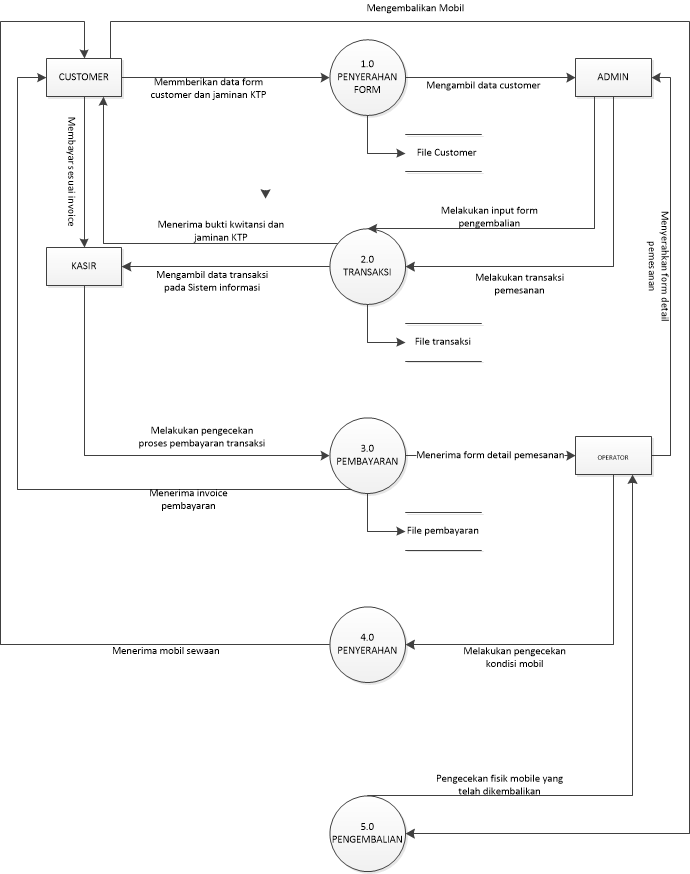 Mengembalikan Mobil
CUSTOMER
Memmberikan data form
customer dan jaminan KTP
1.0
PENYERAHAN
FORM
Mengambil data customer
ADMIN
File Customer
Membayar sesuai invoice
Menerima bukti kwitansi dan
jaminan KTP
Melakukan input form
pengembalian
KASIR
Mengambil data transaksi
pada Sistem informasi
2.0
TRANSAKSI
Melakukan transaksi
pemesanan
Menyerahkan form detail
pemesanan
File transaksi
Melakukan pengecekan
proses pembayaran transaksi
3.0
PEMBAYARAN
Menerima form detail pemesanan
OPERATOR
Menerima invoice
pembayaran
File pembayaran
4.0
PENYERAHAN
Menerima mobil sewaan
Melakukan pengecekan
kondisi mobil
Pengecekan fisik mobile yang
telah dikembalikan
5.0
PENGEMBALIAN